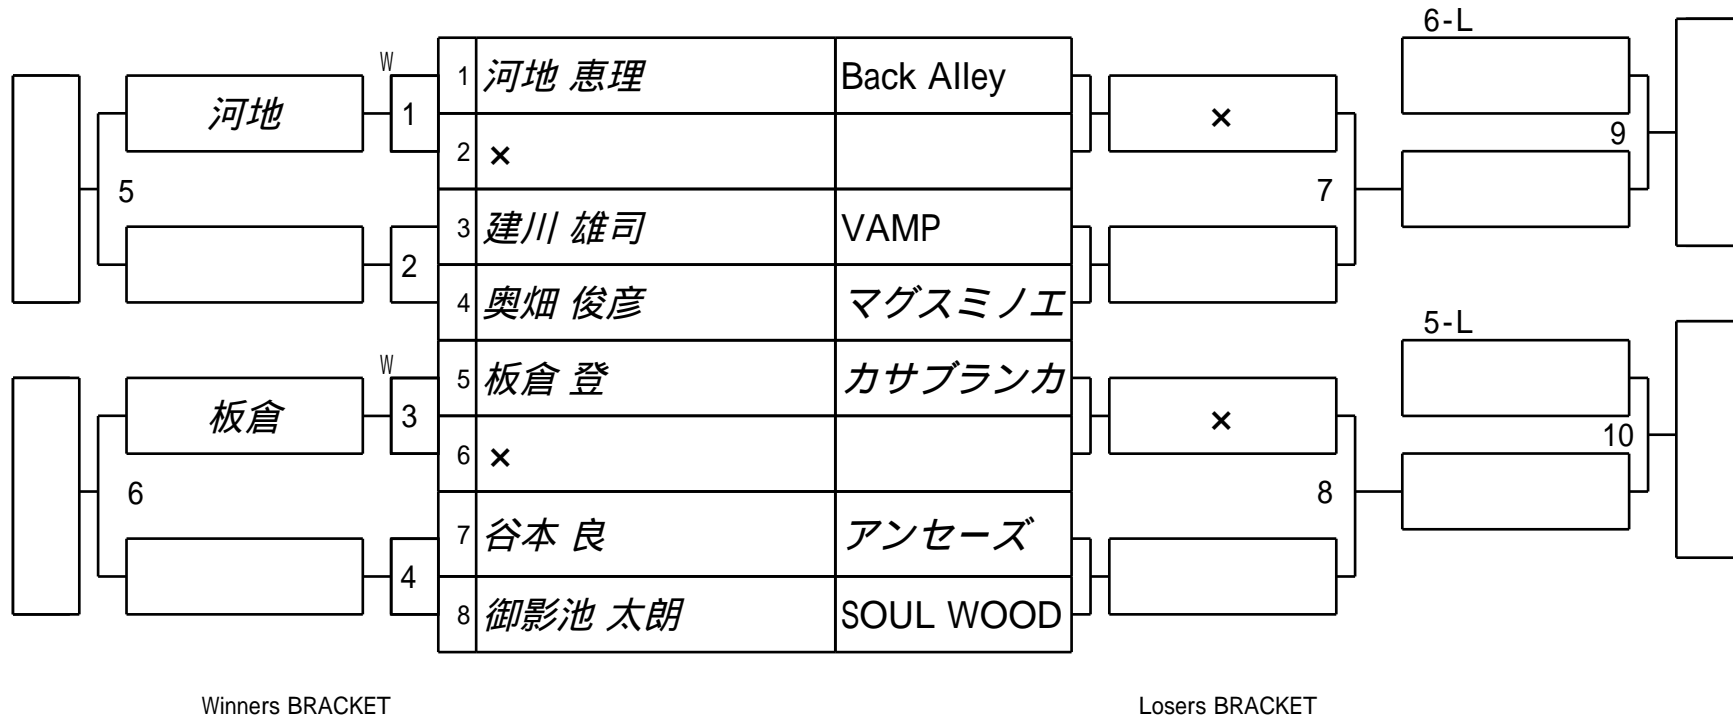 6-L
W
1 河地 恵理 Back Alley
河地 1 × 9
2 ×
5 7
3 建川 雄司 VAMP
2
4 奥畑 俊彦 マグスミノエ
5-L
W
5 板倉 登 カサブランカ
板倉 3 × 10
6 ×
6 8
7 谷本 良 アンセーズ
4
8 御影池 太朗 SOUL WOOD
Winners BRACKET Losers BRACKET